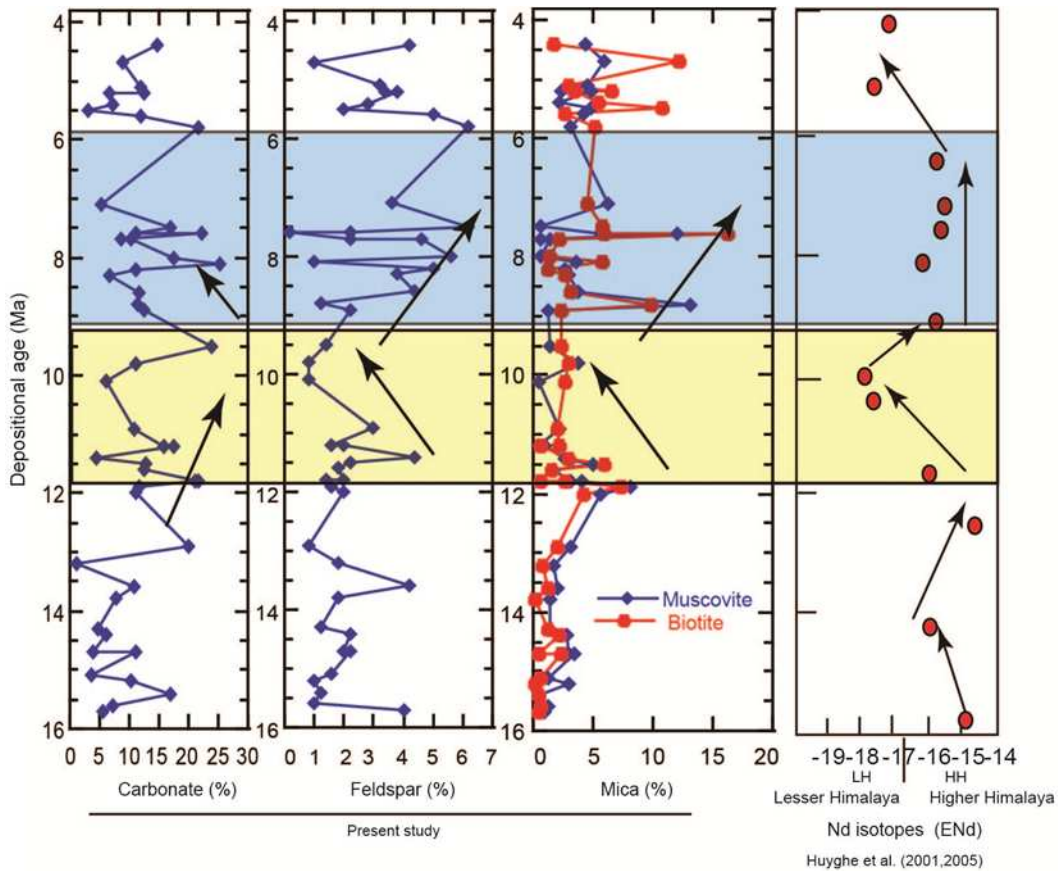 4 4 4
6 6 6
8 8 8
10 10 10
12 12 12
14 14 14
16 16 16
Depositional age (Ma)
Muscovite
Biotite
0 5 10 15 20 25 30
0 1 2 3 4 5 6 7
0 5 10 15 20
-19 -18 -17 -16 -15 -14
Carbonate (%)
Feldspar (%)
Mica (%)
LH HH
Lesser Himalaya Higher Himalaya
Present study
Nd isotopes (ENd)
Huyghe et al. (2001,2005)